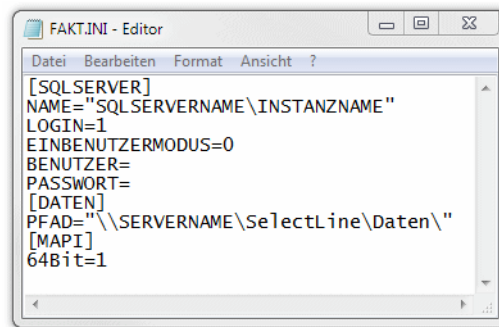 FAKT.INI - Editor
Datei Bearbeiten Format Ansicht ?
[SQLSERVER]
NAME="SQLSERVERNAME\INSTANZNAME"
LOGIN=1
EINBENUTZERMODUS=0
BENUTZER=
PASSWORT=
[DATEN]
PFAD="\\SERVERNAME\SelectLine\Daten\"
[MAPI]
64Bit=1